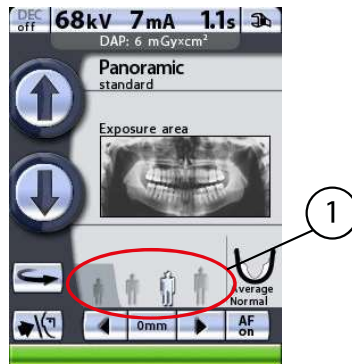 DEC off 68kV 7mA 1.1s
DAP: 6 mGy×cm²
Panoramic
standard
Exposure area
1
Average
Normal
0mm AF on